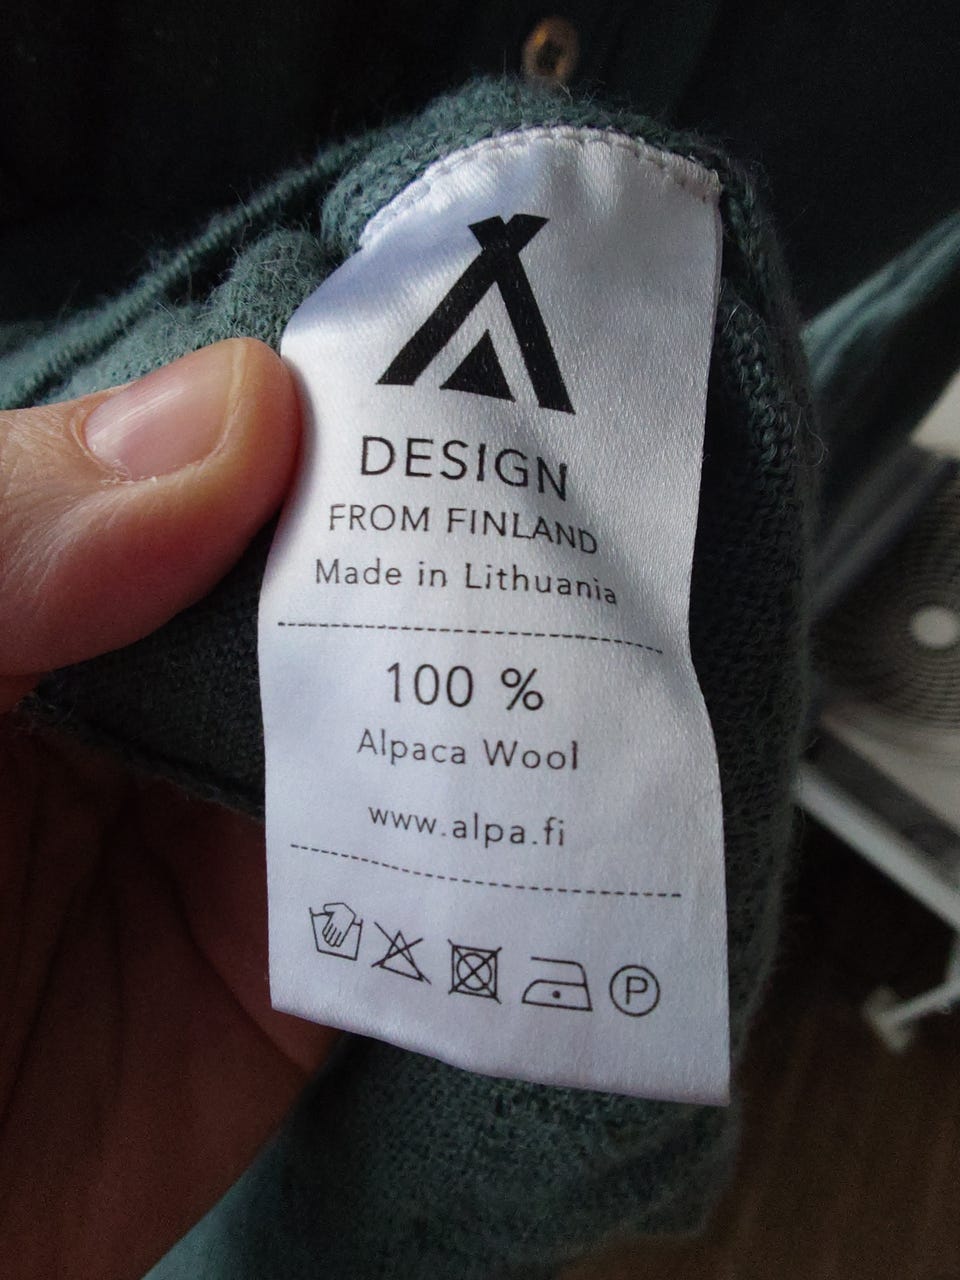 DESIGN
FROM FINLAND
Made in Lithuania
100 %
Alpaca Wool
www.alpa.fi
P